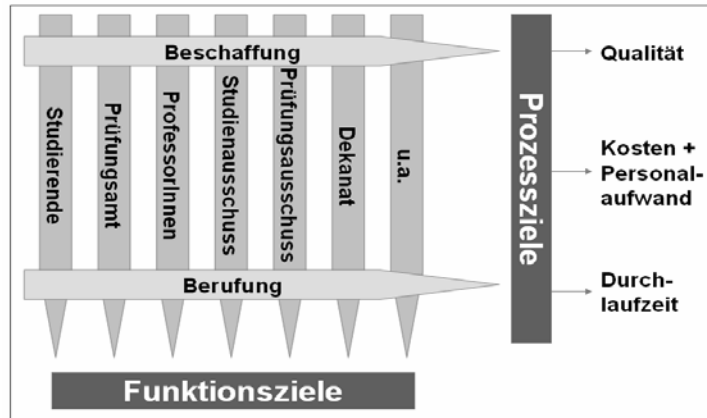 Beschaffung
Studierende
Prüfungsamt
ProfessorInnen
Studienausschuss
Prüfungsausschuss
Dekanat
u.a.
Berufung
Funktionsziele
Prozessziele
Qualität
Kosten +
Personal-
aufwand
Durch-
laufzeit